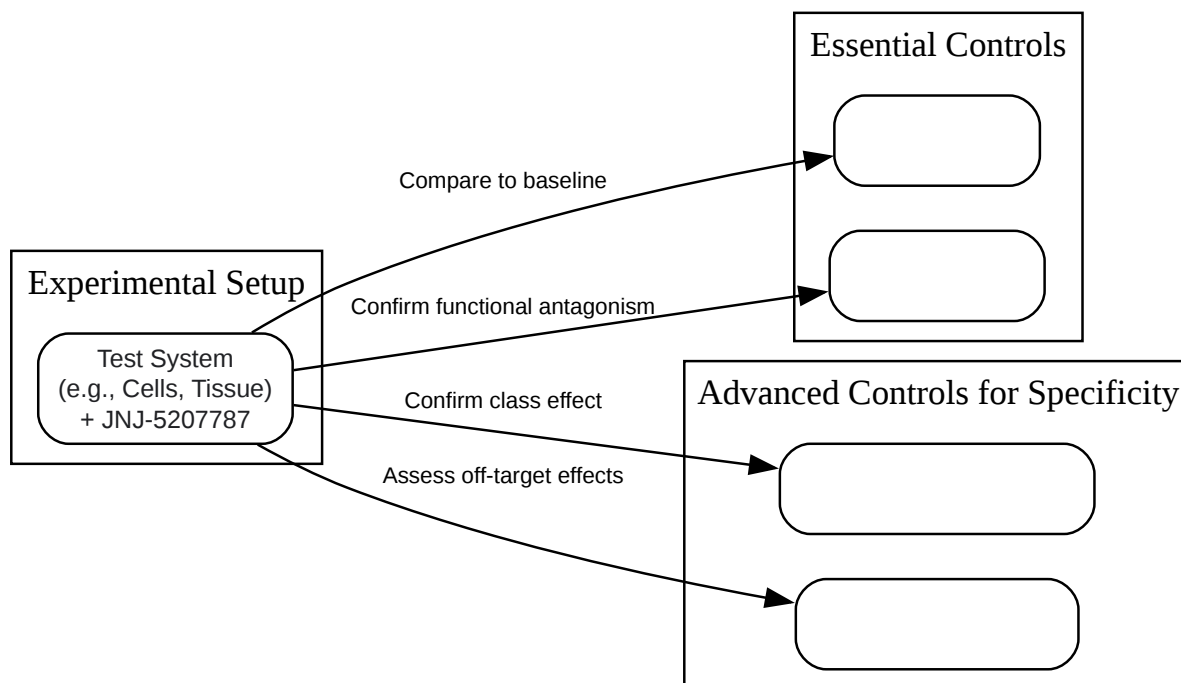 Essential Controls
Compare to baseline
Experimental Setup
Confirm functional antagonism
Test System
(e.g., Cells, Tissue)
+ JNJ-5207787
Advanced Controls for Specificity
Confirm class effect
Assess off-target effects